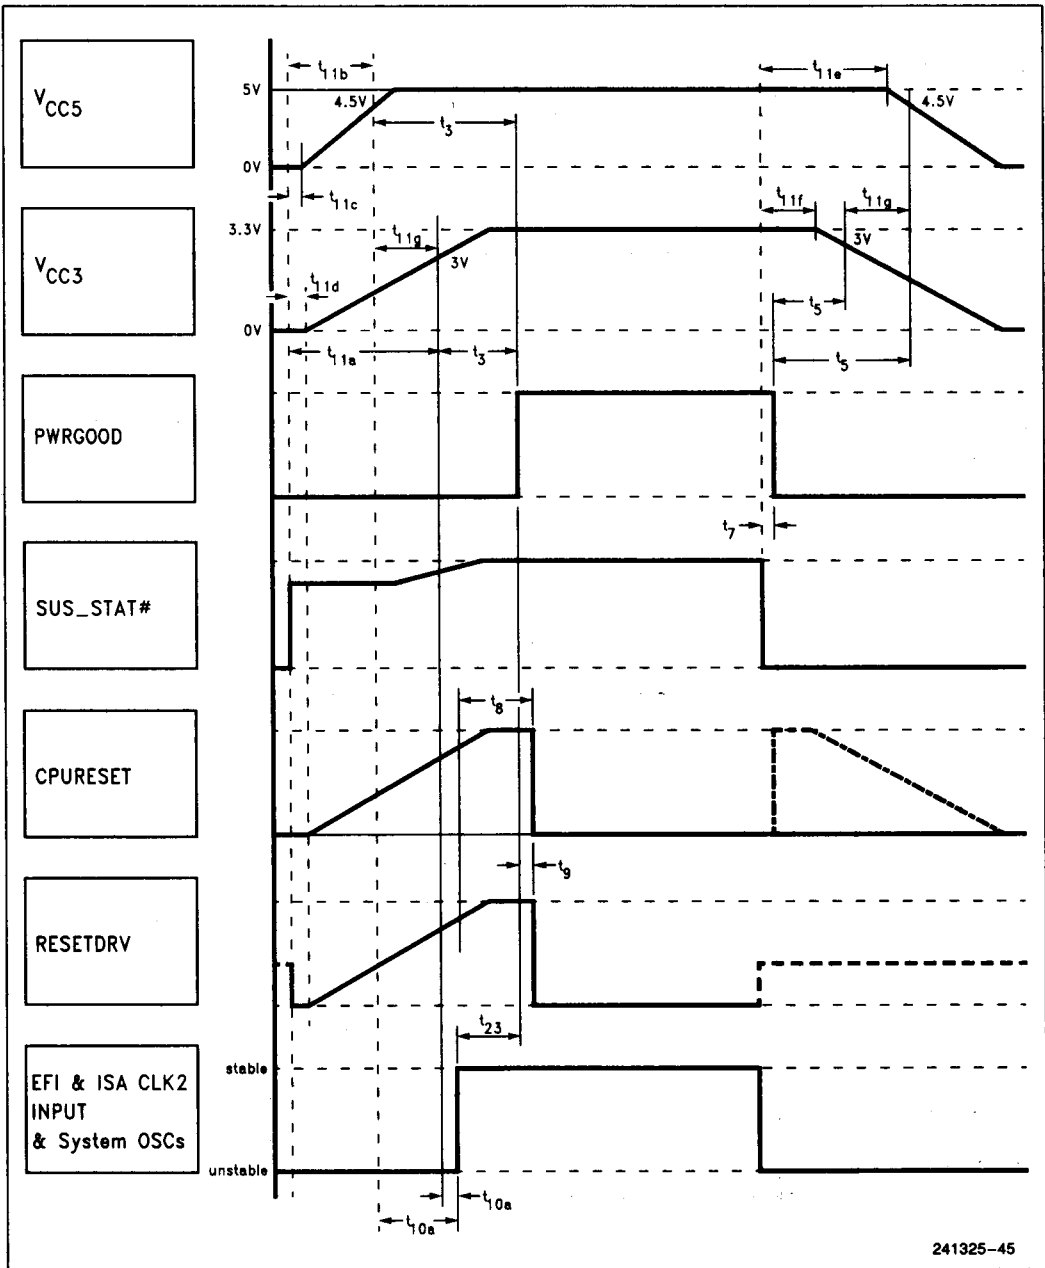 t11b
t11e
VCC5
5V
4.5V
4.5V
t3
0V
t11c
t11f
t11g
3.3V
t11g
3V
3V
VCC3
t11d
t5
0V
t11a
t3
t5
PWRGOOD
t7
SUS_STAT#
t8
CPURESET
t9
RESETDRV
t23
EFI & ISA CLK2
INPUT
& System OSCs
stable
unstable
t10a
t10a
241325-45